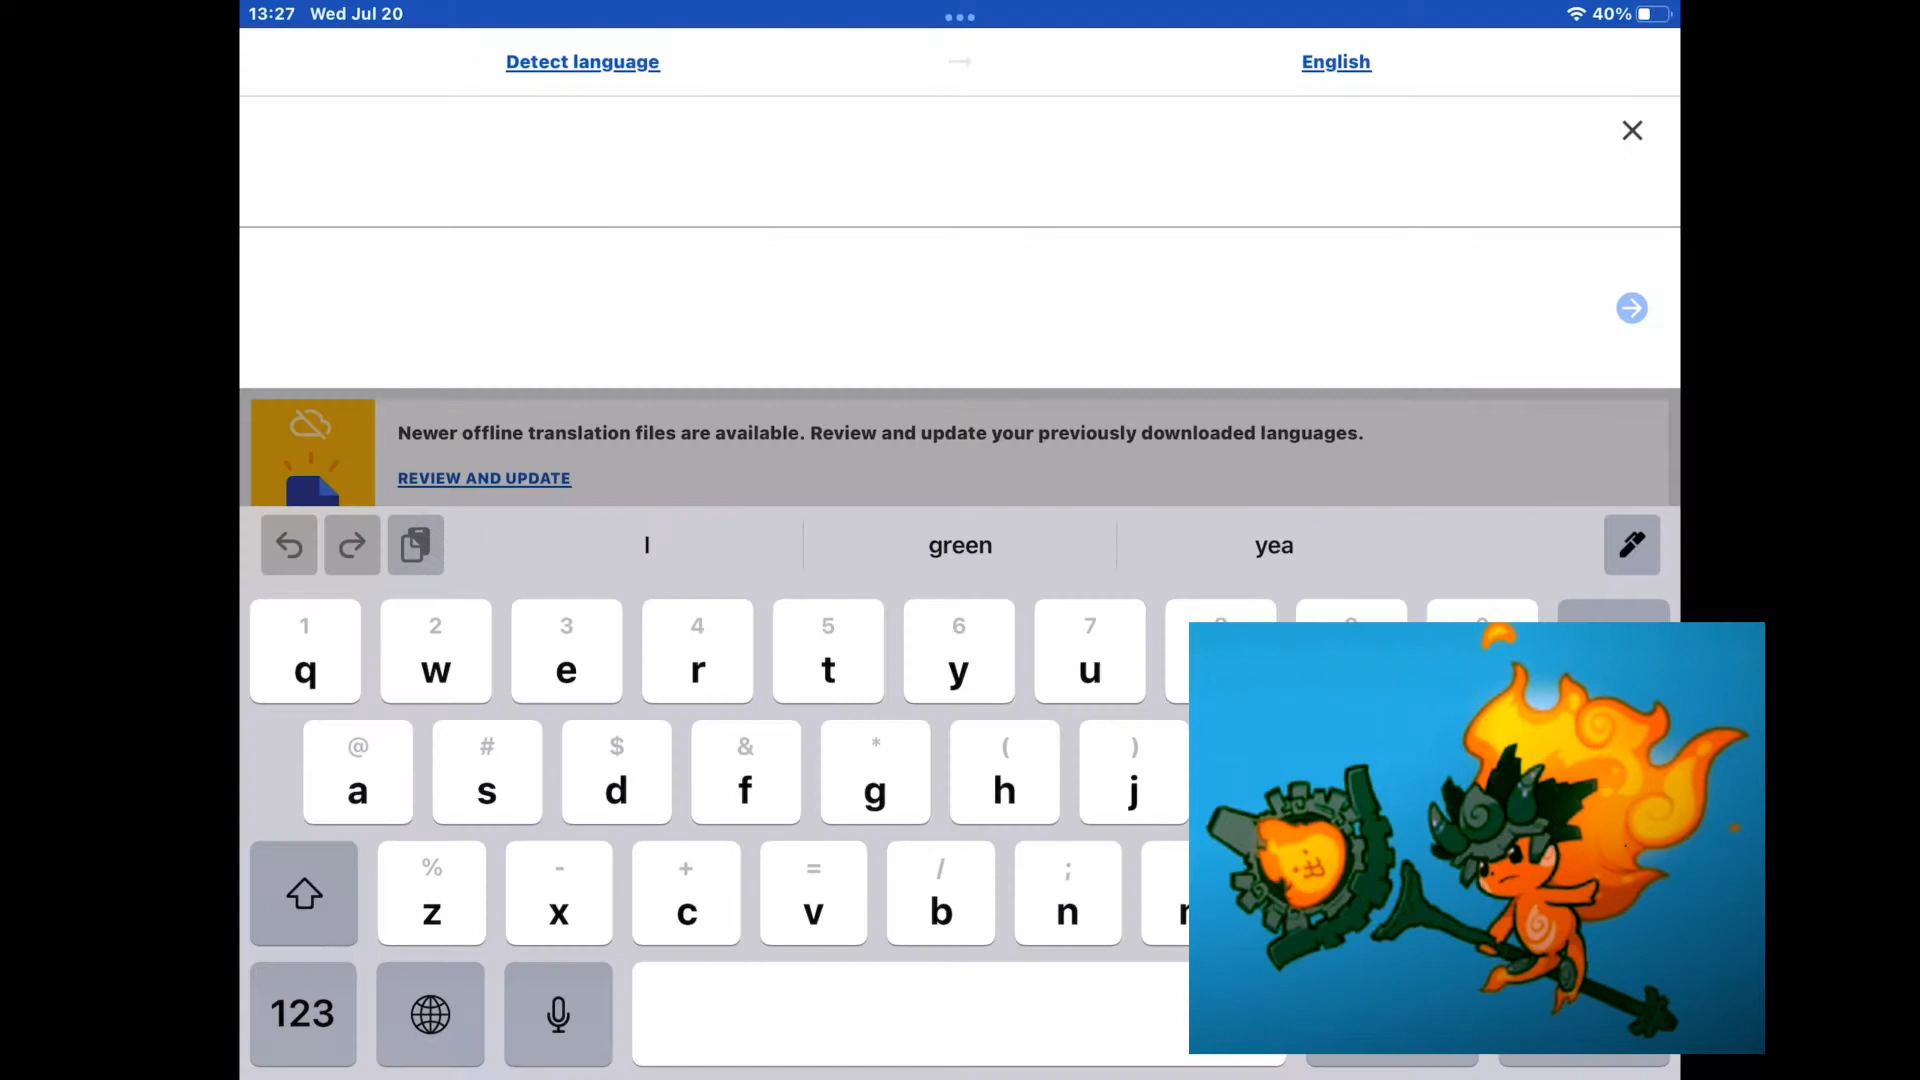 13:27 Wed Jul 20
40%
Detect language
English
Newer offline translation files are available. Review and update your previously downloaded languages.
REVIEW AND UPDATE
I green yea
1 2 3 4 5 6 7
q w e r t y u
@ # $ & * ( )
a s d f g h j
% - + = / ;
z x c v b n
123